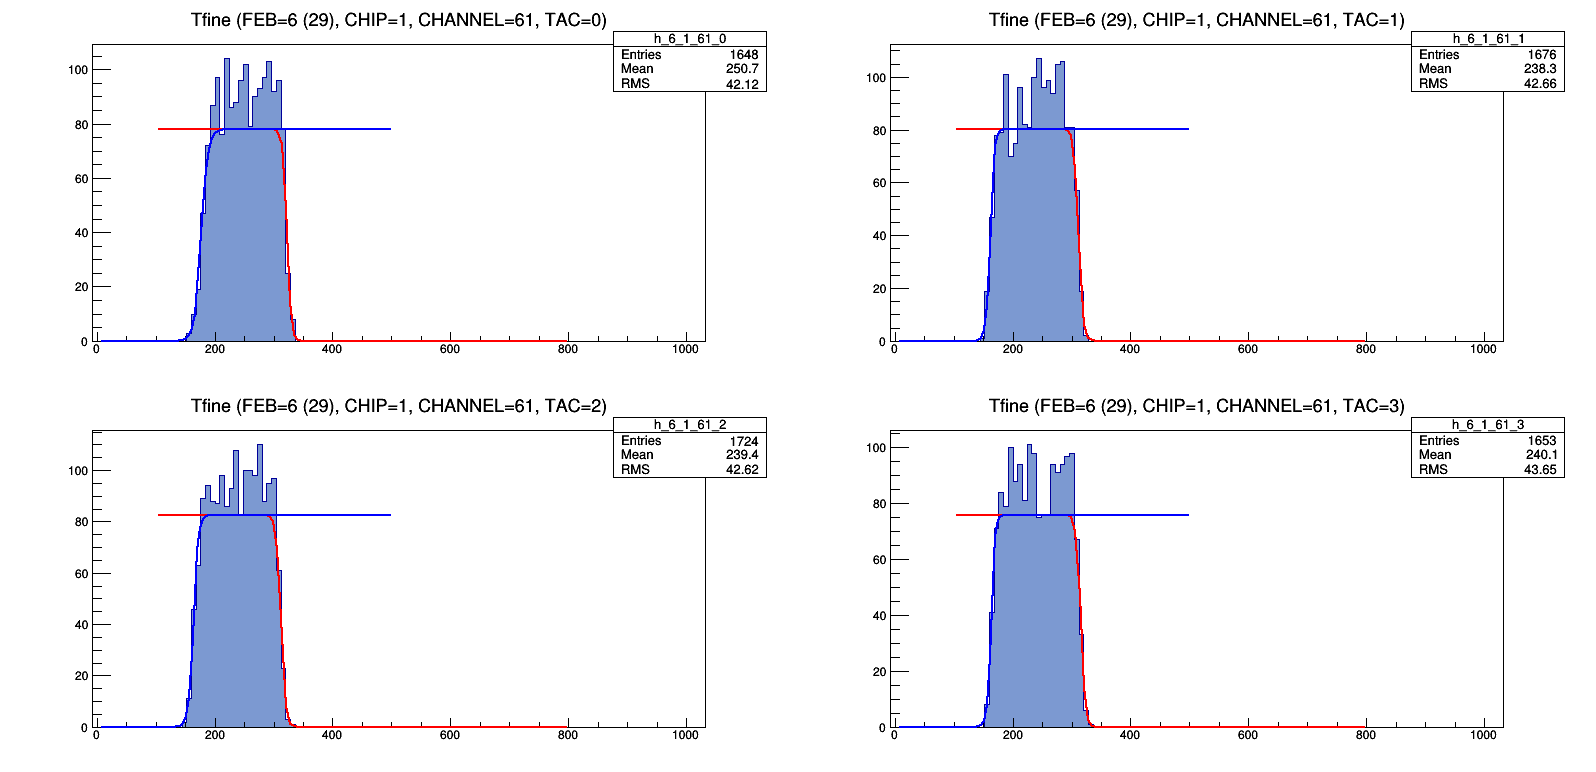 Tfine (FEB=6 (29), CHIP=1, CHANNEL=61, TAC=0)
h_6_1_61_0
Entries 1648
Mean 250.7
RMS 42.12
100
80
60
40
20
0
0 200 400 600 800 1000
Tfine (FEB=6 (29), CHIP=1, CHANNEL=61, TAC=1)
h_6_1_61_1
Entries 1676
Mean 238.3
RMS 42.66
100
80
60
40
20
0
0 200 400 600 800 1000
Tfine (FEB=6 (29), CHIP=1, CHANNEL=61, TAC=2)
h_6_1_61_2
Entries 1724
Mean 239.4
RMS 42.62
100
80
60
40
20
0
0 200 400 600 800 1000
Tfine (FEB=6 (29), CHIP=1, CHANNEL=61, TAC=3)
h_6_1_61_3
Entries 1653
Mean 240.1
RMS 43.65
100
80
60
40
20
0
0 200 400 600 800 1000